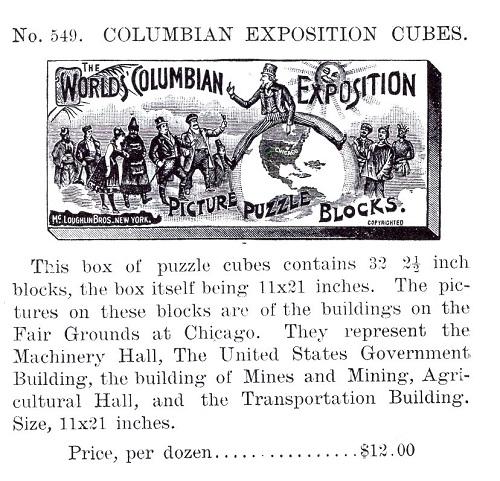 No. 549. COLUMBIAN EXPOSITION CUBES.
THE
WORLD'S COLUMBIAN EXPOSITION
CHICAGO
PICTURE PUZZLE BLOCKS.
Mc LOUGHLIN BROS. NEW YORK.
COPYRIGHTED
This box of puzzle cubes contains 32 2½ inch
blocks, the box itself being 11x21 inches. The pic-
tures on these blocks are of the buildings on the
Fair Grounds at Chicago. They represent the
Machinery Hall, The United States Government
Building, the building of Mines and Mining, Agri-
cultural Hall, and the Transportation Building.
Size, 11x21 inches.
Price, per dozen...............$12.00